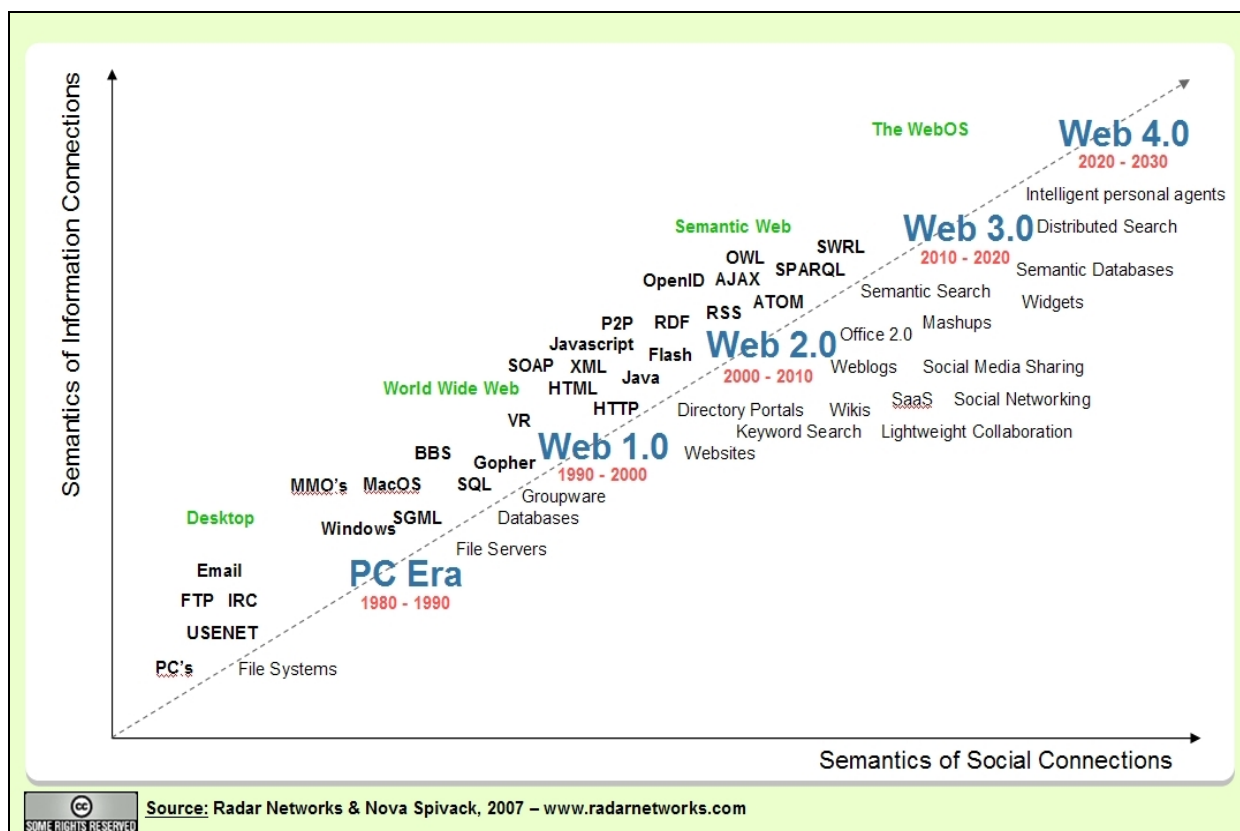 Semantics of Information Connections
The WebOS
Web 4.0
2020 - 2030
Intelligent personal agents
Semantic Web
Web 3.0
Distributed Search
SWRL
2010 - 2020
OWL
SPARQL
Semantic Databases
OpenID
AJAX
Semantic Search
ATOM
Widgets
RSS
P2P
RDF
Mashups
Javascript
Web 2.0
Office 2.0
Flash
SOAP
XML
Weblogs
Social Media Sharing
Java
2000 - 2010
World Wide Web
HTML
SaaS
Social Networking
HTTP
Directory Portals
Wikis
VR
Keyword Search
Lightweight Collaboration
Web 1.0
BBS
Websites
Gopher
1990 - 2000
MMO's
MacOS
SQL
Groupware
Desktop
SGML
Databases
Windows
File Servers
Email
PC Era
FTP
IRC
1980 - 1990
USENET
PC's
File Systems
Semantics of Social Connections
cc
SOME RIGHTS RESERVED
Source: Radar Networks & Nova Spivack, 2007 – www.radarnetworks.com